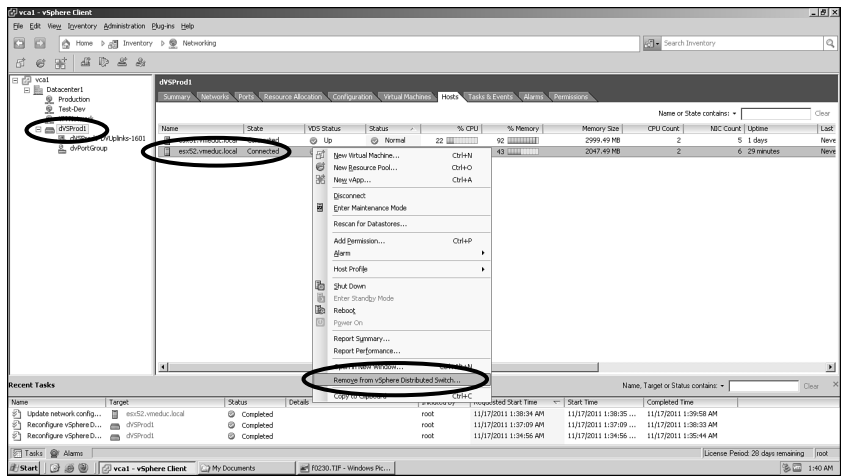 vca1 - vSphere Client
File Edit View Inventory Administration Plug-ins Help
Home Inventory Networking
Search Inventory
vca1
Datacenter1
Production
Test-Dev
dVSProd1
dvPortGroup
dVSProd1
Summary Networks Ports Resource Allocation Configuration Virtual Machines Hosts Tasks & Events Alarms Permissions
Name or State contains: Clear
Name State VDS Status Status % CPU % Memory Memory Size CPU Count NIC Count Uptime Last
Connected Up Normal 22 92 2999.49 MB 2 5 1 days Neve
esx52.vmeduc.local Connected 43 2047.49 MB 2 6 29 minutes Neve
New Virtual Machine... Ctrl+N
New Resource Pool... Ctrl+O
New vApp... Ctrl+A
Disconnect
Enter Maintenance Mode
Rescan for Datastores...
Add Permission... Ctrl+P
Alarm
Host Profile
Shut Down
Enter Standby Mode
Reboot
Power On
Report Summary...
Report Performance...
Open in New Window... Ctrl+Alt+N
Remove from vSphere Distributed Switch...
Copy to Clipboard Ctrl+C
Recent Tasks
Name, Target or Status contains: Clear
Name Target Status Details Initiated by Requested Start Time Start Time Completed Time
Update network config... esx52.vmeduc.local Completed root 11/17/2011 1:38:34 AM 11/17/2011 1:38:35 ... 11/17/2011 1:39:58 AM
Reconfigure vSphere D... dVSProd1 Completed root 11/17/2011 1:37:09 AM 11/17/2011 1:37:09 ... 11/17/2011 1:38:33 AM
Reconfigure vSphere D... dVSProd1 Completed root 11/17/2011 1:34:56 AM 11/17/2011 1:34:56 ... 11/17/2011 1:35:44 AM
Tasks Alarms License Period: 28 days remaining root
Start vca1 - vSphere Client My Documents F0230.TIF - Windows Pic... 1:40 AM